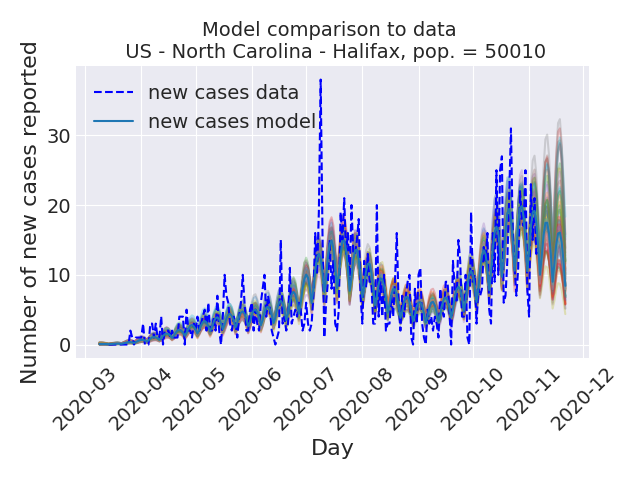 Model comparison to data
US - North Carolina - Halifax, pop. = 50010
Number of new cases reported
new cases data
new cases model
30
20
10
0
2020-03
2020-04
2020-05
2020-06
2020-07
2020-08
2020-09
2020-10
2020-11
2020-12
Day